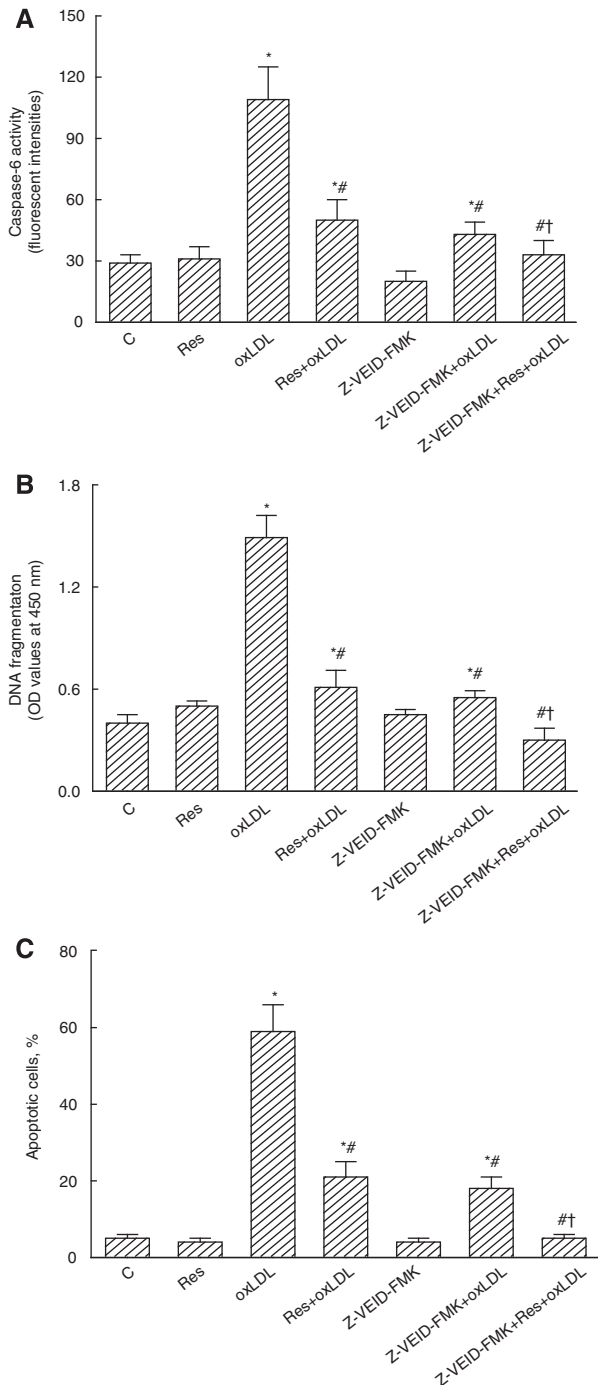 A
Caspase-6 activity
(fluorescent intensities)
150
120
90
60
30
0
*
*#
*#
#†
C
Res
oxLDL
Res+oxLDL
Z-VEID-FMK
Z-VEID-FMK+oxLDL
Z-VEID-FMK+Res+oxLDL
B
DNA fragmentaton
(OD values at 450 nm)
1.8
1.2
0.6
0.0
*
*#
*#
#†
C
Res
oxLDL
Res+oxLDL
Z-VEID-FMK
Z-VEID-FMK+oxLDL
Z-VEID-FMK+Res+oxLDL
C
Apoptotic cells, %
80
60
40
20
0
*
*#
*#
#†
C
Res
oxLDL
Res+oxLDL
Z-VEID-FMK
Z-VEID-FMK+oxLDL
Z-VEID-FMK+Res+oxLDL